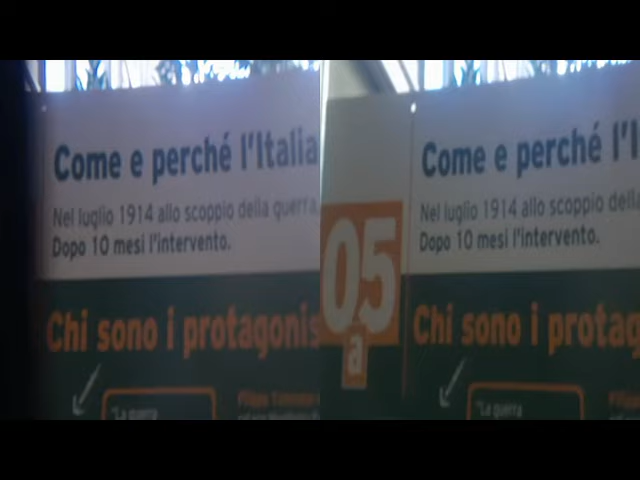 Come e perché l'Italia
Nel luglio 1914 allo scoppio della guerra,
Dopo 10 mesi l'intervento.
Chi sono i protagonis
"La guerra
05
a
Come e perché l'I
Nel luglio 1914 allo scoppio della
Dopo 10 mesi l'intervento.
Chi sono i protag
"La guerra